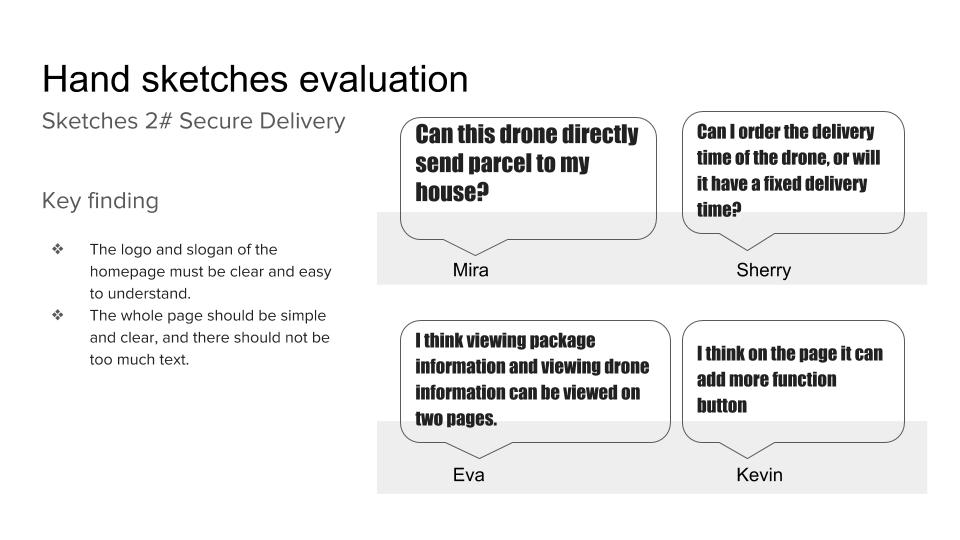 Hand sketches evaluation
Sketches 2# Secure Delivery
Key finding
❖ The logo and slogan of the
homepage must be clear and easy
to understand.
❖ The whole page should be simple
and clear, and there should not be
too much text.
Can this drone directly
send parcel to my
house?
Mira
Can I order the delivery
time of the drone, or will
it have a fixed delivery
time?
Sherry
I think viewing package
information and viewing drone
information can be viewed on
two pages.
Eva
I think on the page it can
add more function
button
Kevin